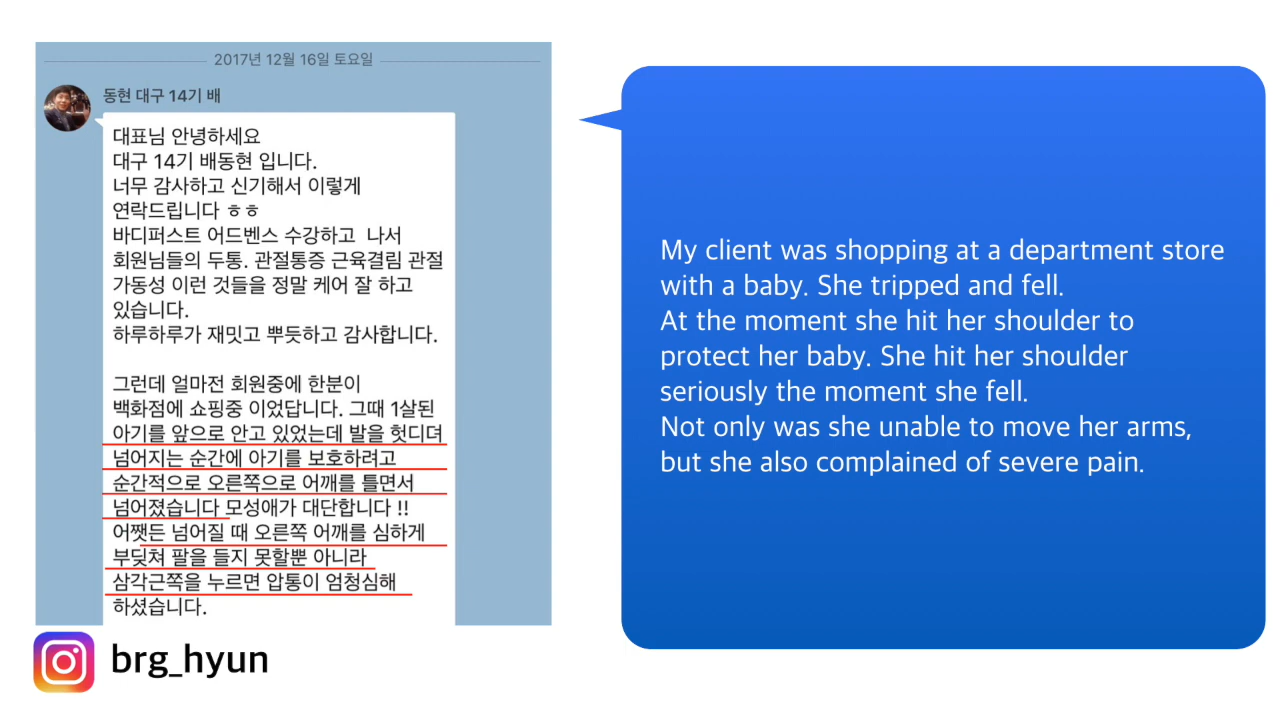 2017년 12월 16일 토요일
동현 대구 14기 배
대표님 안녕하세요
대구 14기 배동현 입니다.
너무 감사하고 신기해서 이렇게
연락드립니다 ㅎㅎ
바디퍼스트 어드벤스 수강하고 나서
회원님들의 두통. 관절통증 근육결림 관절
가동성 이런 것들을 정말 케어 잘 하고
있습니다.
하루하루가 재밋고 뿌듯하고 감사합니다.
그런데 얼마전 회원중에 한분이
백화점에 쇼핑중 이었답니다. 그때 1살된
아기를 앞으로 안고 있었는데 발을 헛디뎌
넘어지는 순간에 아기를 보호하려고
순간적으로 오른쪽으로 어깨를 틀면서
넘어졌습니다 모성애가 대단합니다 !!
어쨋든 넘어질 때 오른쪽 어깨를 심하게
부딪쳐 팔을 들지 못할뿐 아니라
삼각근쪽을 누르면 압통이 엄청심해
하셨습니다.
brg_hyun
My client was shopping at a department store
with a baby. She tripped and fell.
At the moment she hit her shoulder to
protect her baby. She hit her shoulder
seriously the moment she fell.
Not only was she unable to move her arms,
but she also complained of severe pain.